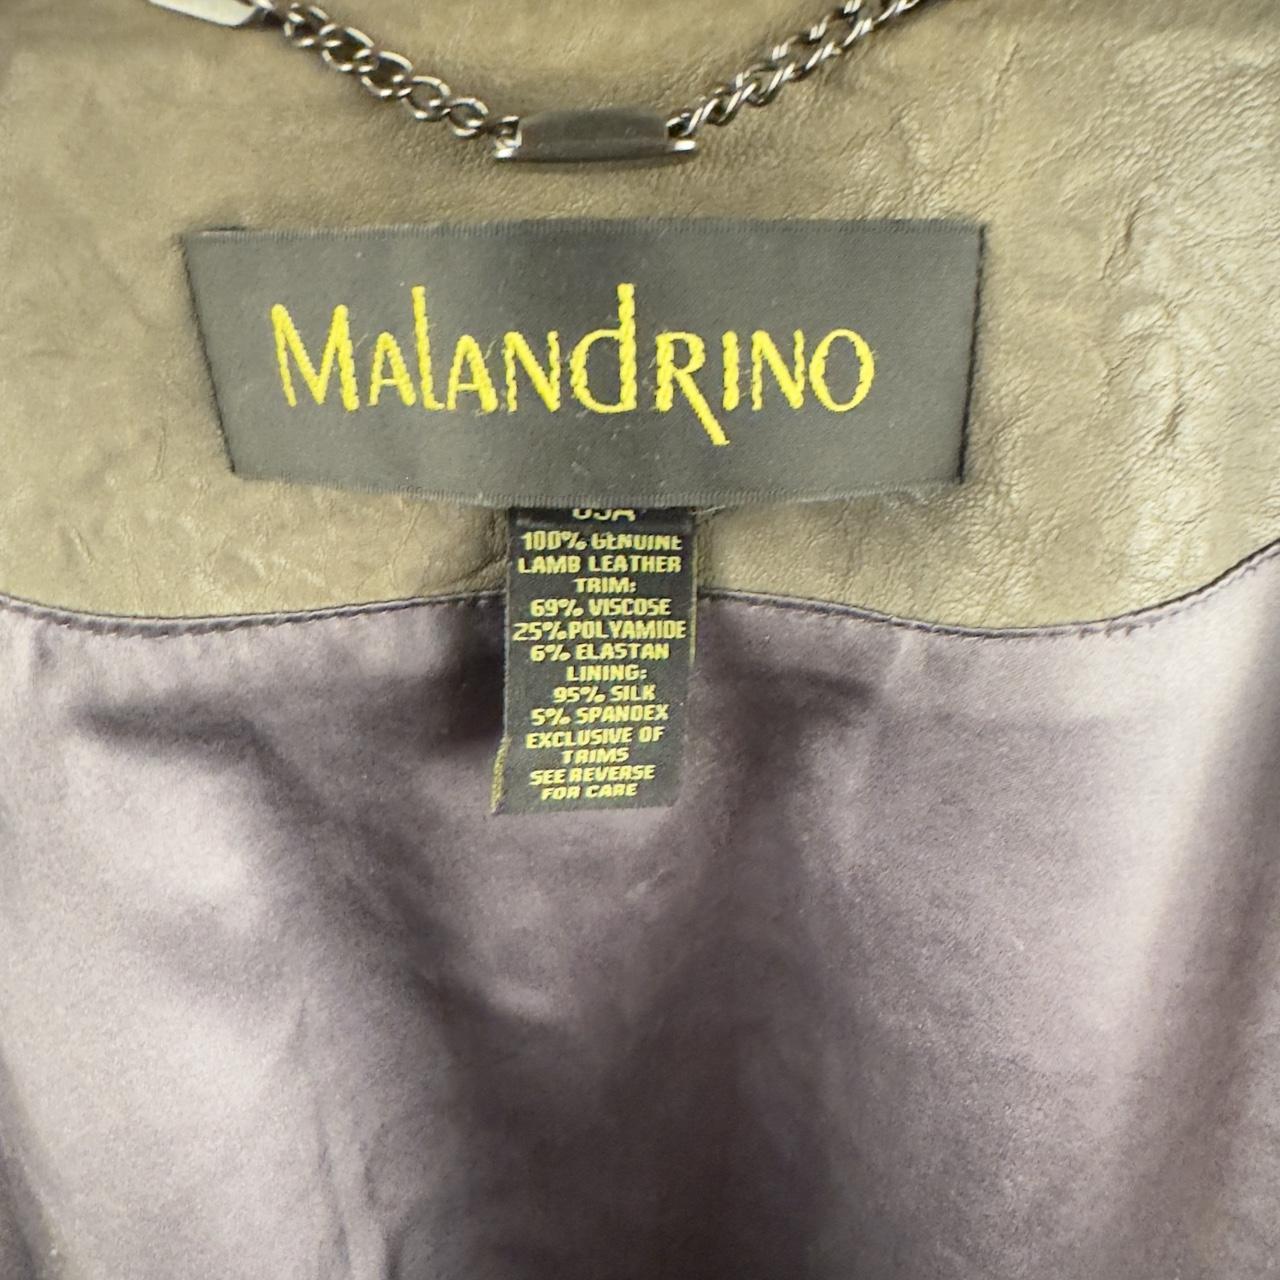 MAlANdRINO
USA
100% GENUINE
LAMB LEATHER
TRIM:
69% VISCOSE
25% POLYAMIDE
6% ELASTAN
LINING:
95% SILK
5% SPANDEX
EXCLUSIVE OF
TRIMS
SEE REVERSE
FOR CARE